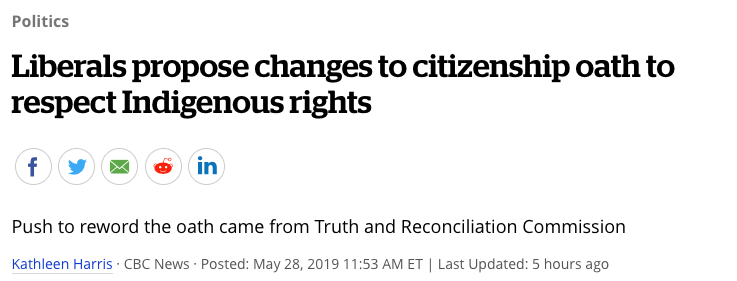 Politics
Liberals propose changes to citizenship oath to
respect Indigenous rights
f
in
Push to reword the oath came from Truth and Reconciliation Commission
Kathleen Harris · CBC News · Posted: May 28, 2019 11:53 AM ET | Last Updated: 5 hours ago